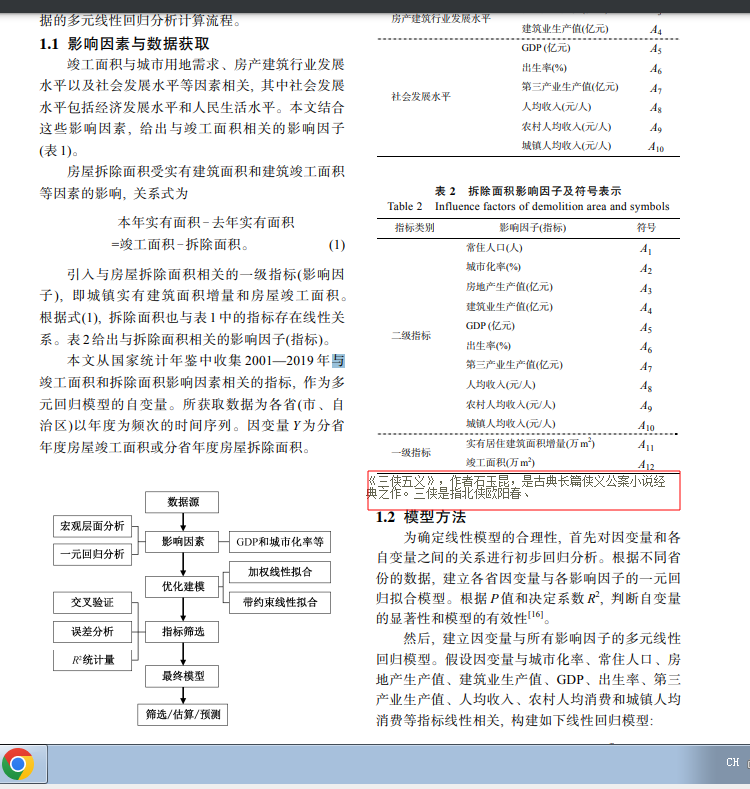 据的多元线性回归分析计算流程。
1.1 影响因素与数据获取
竣工面积与城市用地需求、房产建筑行业发展
水平以及社会发展水平等因素相关, 其中社会发展
水平包括经济发展水平和人民生活水平。本文结合
这些影响因素, 给出与竣工面积相关的影响因子
(表 1)。
房屋拆除面积受实有建筑面积和建筑竣工面积
等因素的影响, 关系式为
本年实有面积−去年实有面积
=竣工面积−拆除面积。 (1)
引入与房屋拆除面积相关的一级指标(影响因
子), 即城镇实有建筑面积增量和房屋竣工面积。
根据式(1), 拆除面积也与表 1 中的指标存在线性关
系。表 2 给出与拆除面积相关的影响因子(指标)。
本文从国家统计年鉴中收集 2001—2019 年与
竣工面积和拆除面积影响因素相关的指标, 作为多
元回归模型的自变量。所获取数据为各省(市、自
治区)以年度为频次的时间序列。因变量 Y 为分省
年度房屋竣工面积或分省年度房屋拆除面积。
数据源
宏观层面分析
影响因素
GDP和城市化率等
一元回归分析
加权线性拟合
优化建模
交叉验证
带约束线性拟合
误差分析
指标筛选
R²统计量
最终模型
筛选/估算/预测
房产建筑行业发展水平
建筑业生产值(亿元) A4
GDP (亿元) A5
出生率(%) A6
社会发展水平
第三产业生产值(亿元) A7
人均收入(元/人) A8
农村人均收入(元/人) A9
城镇人均收入(元/人) A10
表 2 拆除面积影响因子及符号表示
Table 2 Influence factors of demolition area and symbols
指标类别 影响因子(指标) 符号
常住人口(人) A1
城市化率(%) A2
房地产生产值(亿元) A3
建筑业生产值(亿元) A4
GDP (亿元) A5
二级指标
出生率(%) A6
第三产业生产值(亿元) A7
人均收入(元/人) A8
农村人均收入(元/人) A9
城镇人均收入(元/人) A10
实有居住建筑面积增量(万 m²) A11
一级指标
竣工面积(万 m²) A12
《三侠五义》，作者石玉昆，是古典长篇侠义公案小说经
典之作。三侠是指北侠欧阳春、
1.2 模型方法
为确定线性模型的合理性, 首先对因变量和各
自变量之间的关系进行初步回归分析。根据不同省
份的数据, 建立各省因变量与各影响因子的一元回
归拟合模型。根据 P 值和决定系数 R², 判断自变量
的显著性和模型的有效性[16]。
然后, 建立因变量与所有影响因子的多元线性
回归模型。假设因变量与城市化率、常住人口、房
地产生产值、建筑业生产值、GDP、出生率、第三
产业生产值、人均收入、农村人均消费和城镇人均
消费等指标线性相关, 构建如下线性回归模型:
CH